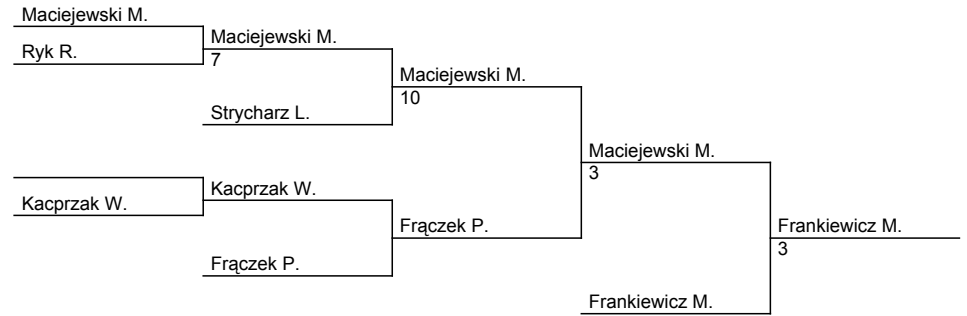 Maciejewski M.
Ryk R.
Maciejewski M.
7
Maciejewski M.
10
Strycharz L.
Maciejewski M.
3
Kacprzak W.
Kacprzak W.
Frączek P.
Frączek P.
Frankiewicz M.
3
Frankiewicz M.